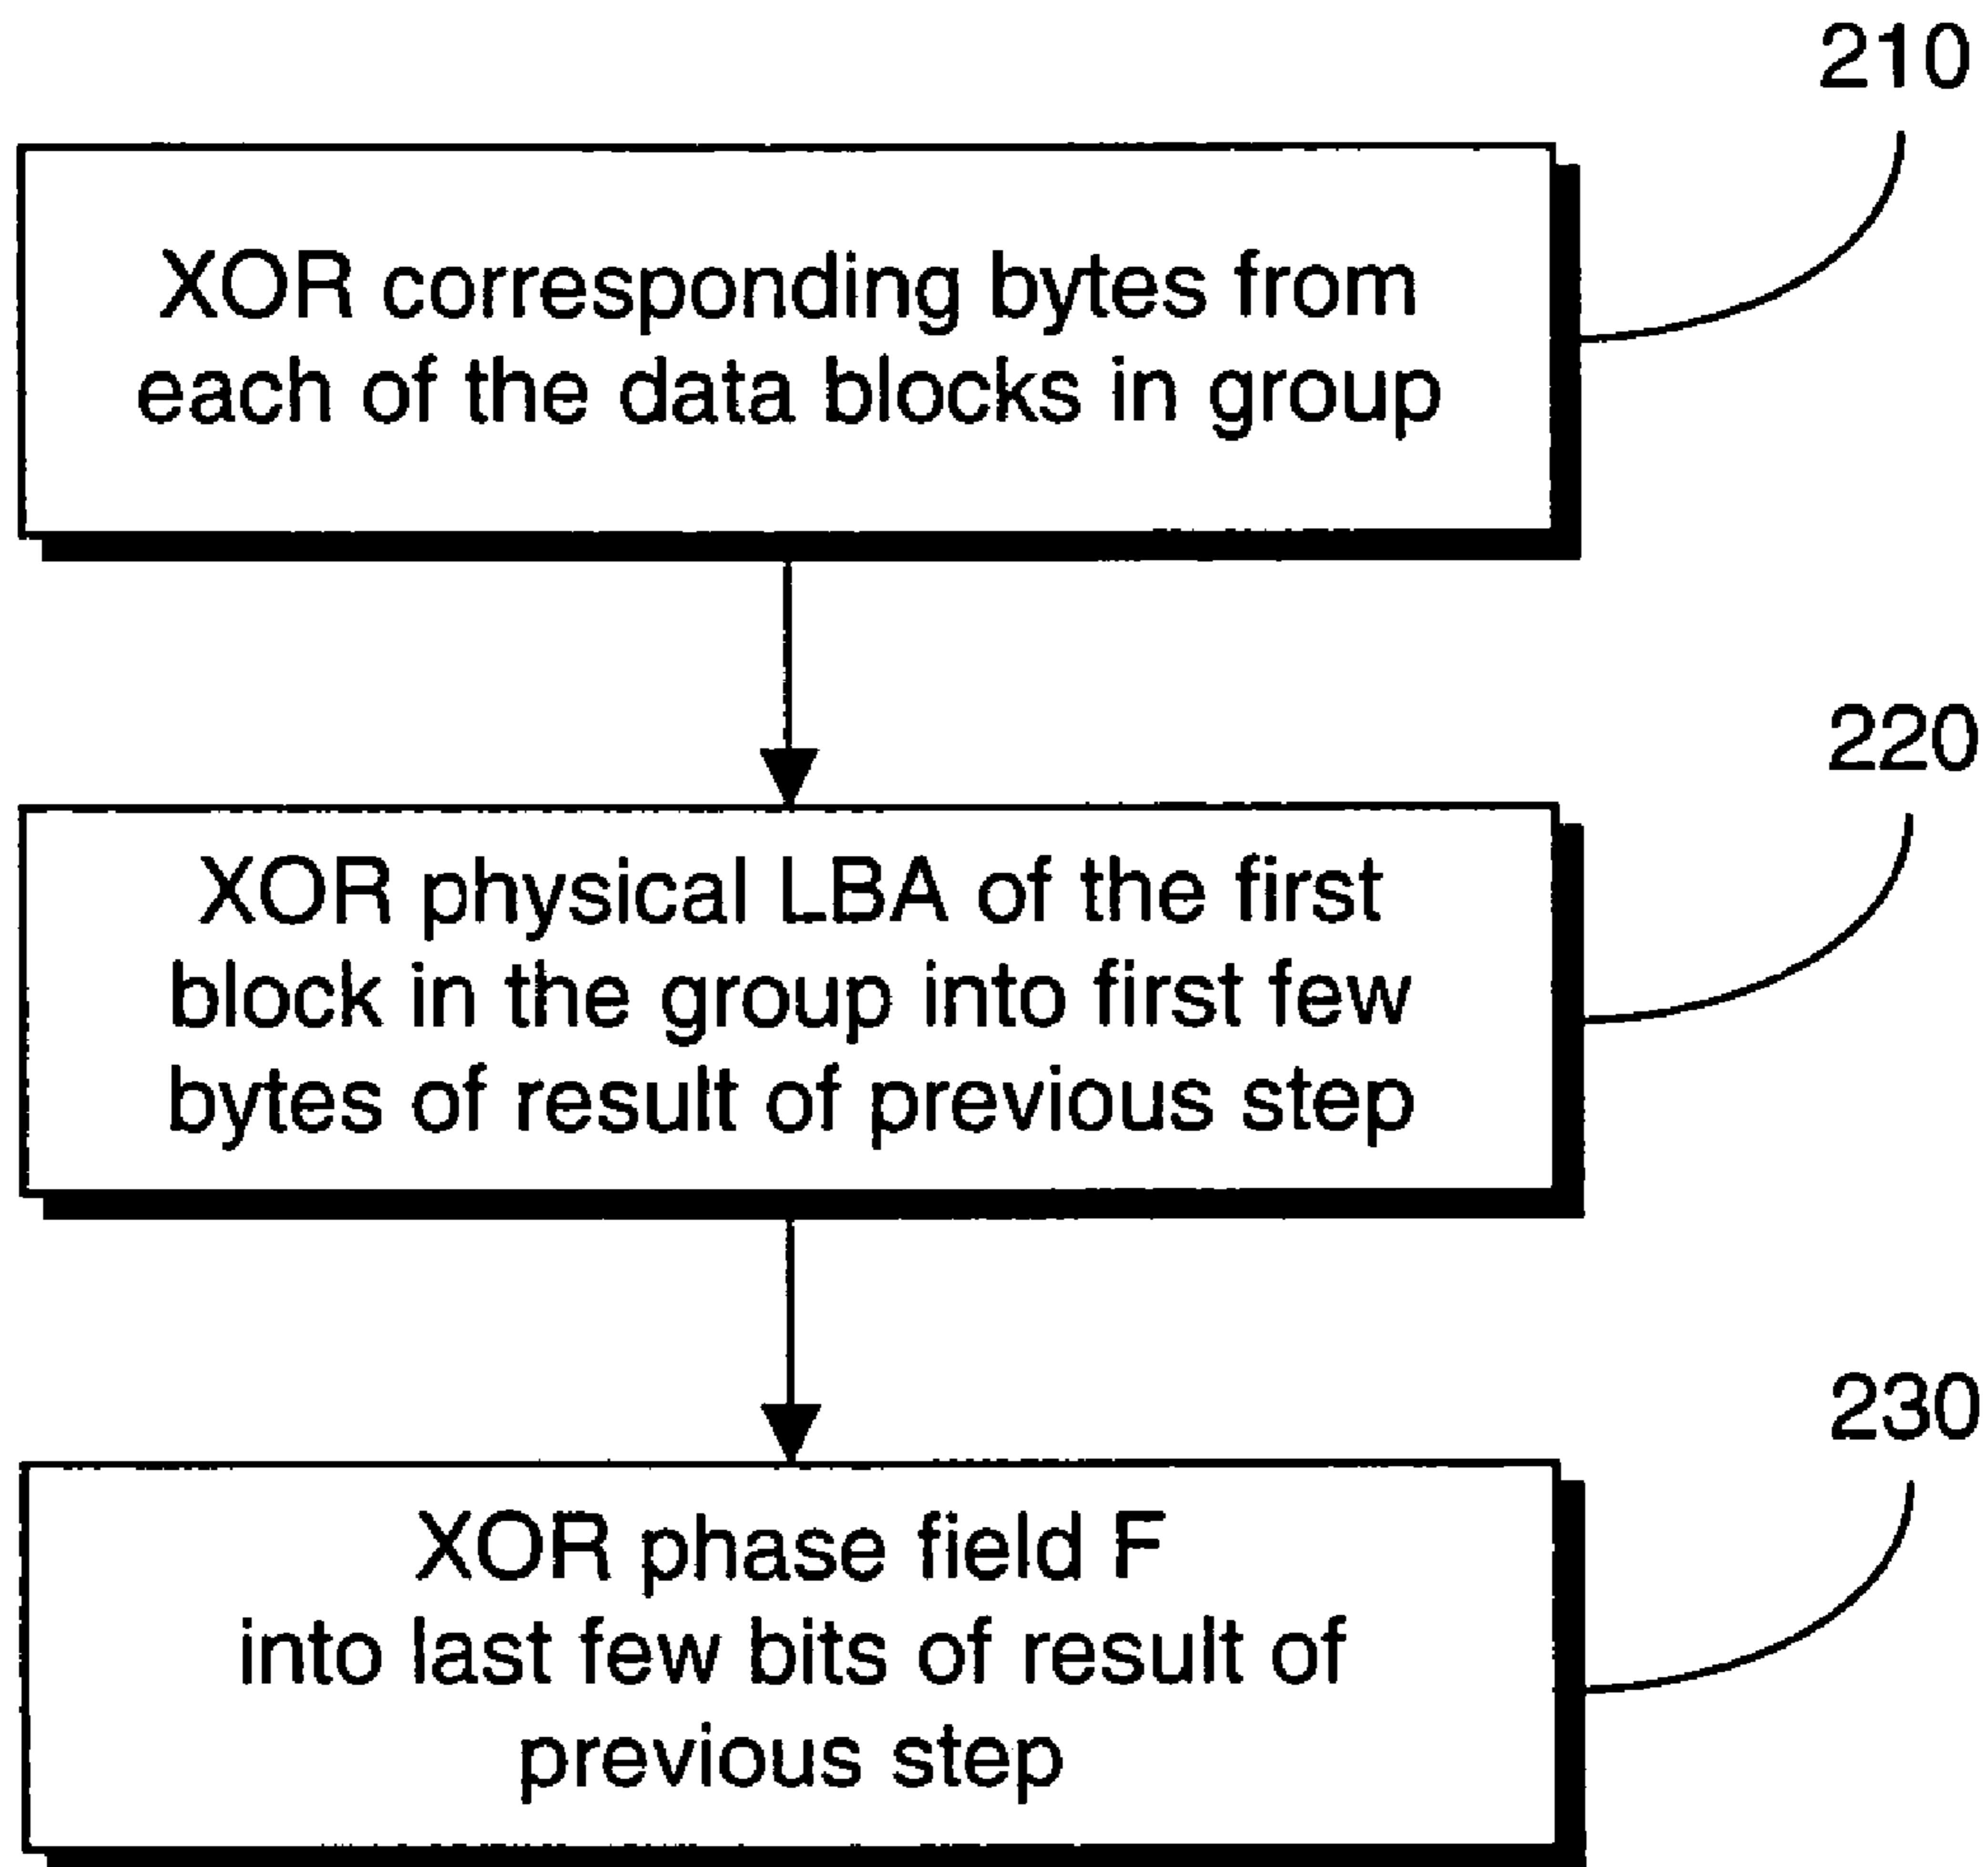 210
XOR corresponding bytes from
each of the data blocks in group
220
XOR physical LBA of the first
block in the group into first few
bytes of result of previous step
230
XOR phase field F
into last few bits of result of
previous step